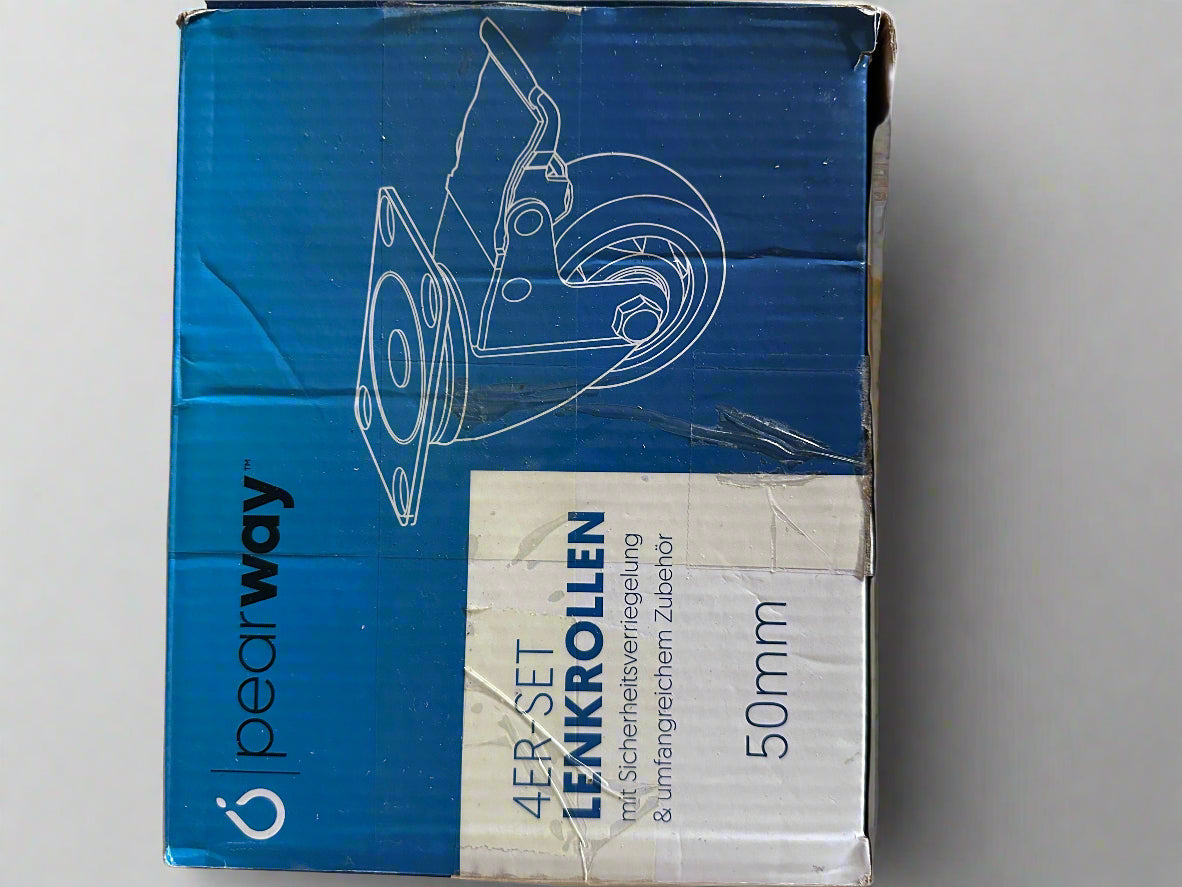 pearway™
4ER-SET
LENKROLLEN
mit Sicherheitsverriegelung
& umfangreichem Zubehör
50mm